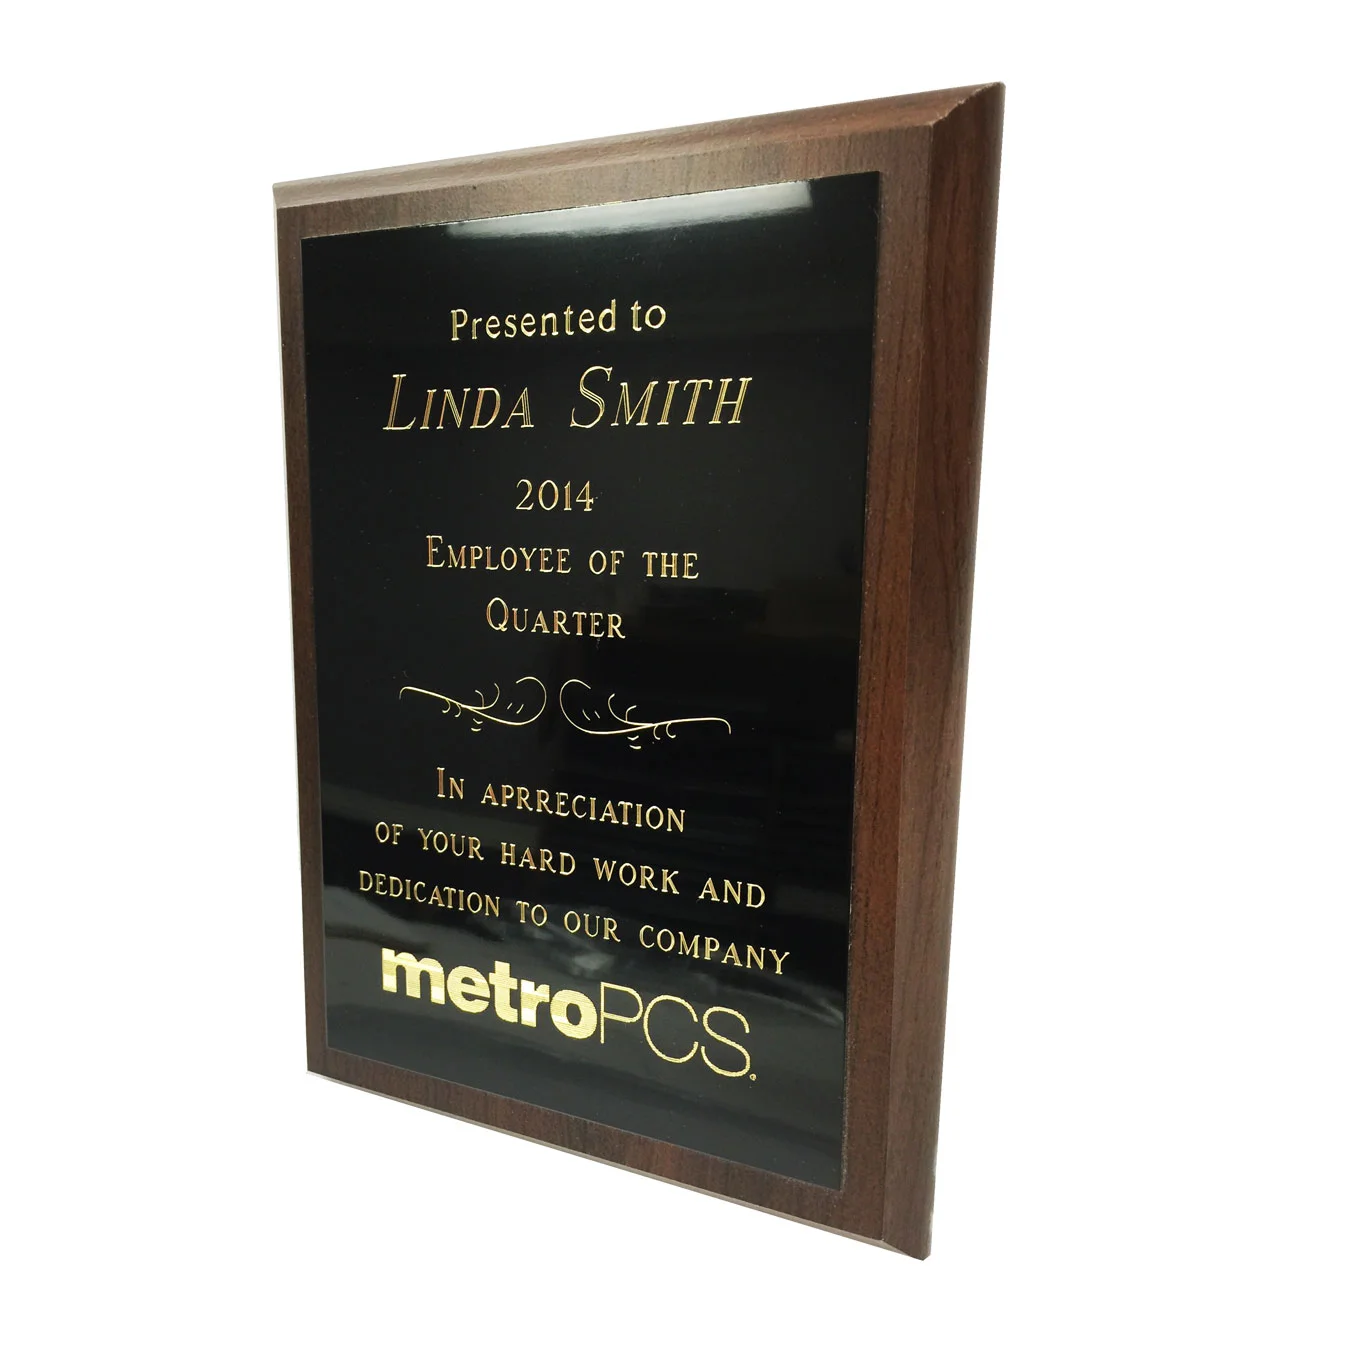 Presented to
LINDA SMITH
2014
EMPLOYEE OF THE
QUARTER
IN APRRECIATION
OF YOUR HARD WORK AND
DEDICATION TO OUR COMPANY
metroPCS.